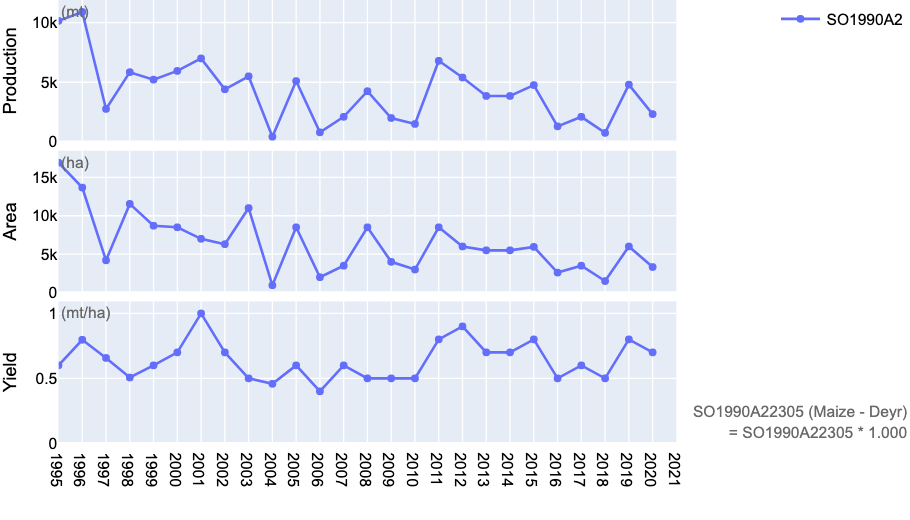 (mt)
10k
5k
0
Production
SO1990A2
(ha)
15k
10k
5k
0
Area
(mt/ha)
1
0.5
0
Yield
SO1990A22305 (Maize - Deyr)
= SO1990A22305 * 1.000
1995 1996 1997 1998 1999 2000 2001 2002 2003 2004 2005 2006 2007 2008 2009 2010 2011 2012 2013 2014 2015 2016 2017 2018 2019 2020 2021